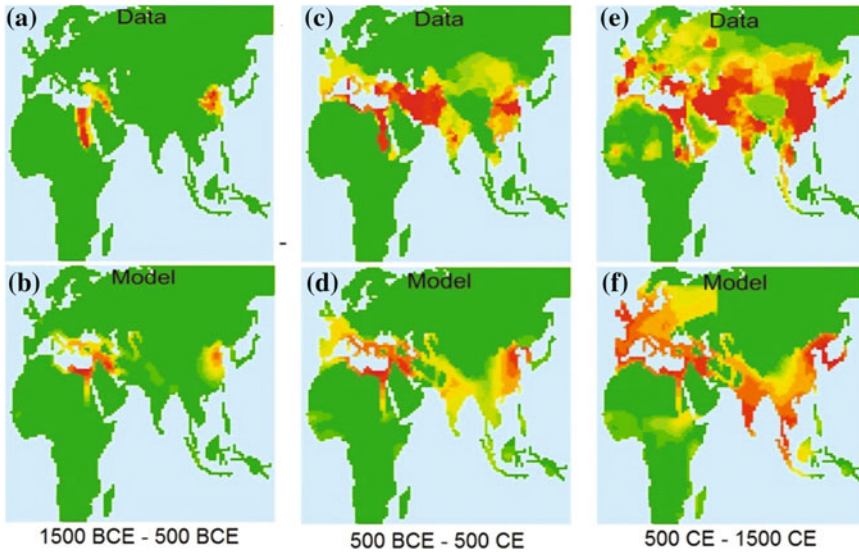 (a) Data
(c) Data
(e) Data
(b) Model
(d) Model
(f) Model
1500 BCE - 500 BCE
500 BCE - 500 CE
500 CE - 1500 CE